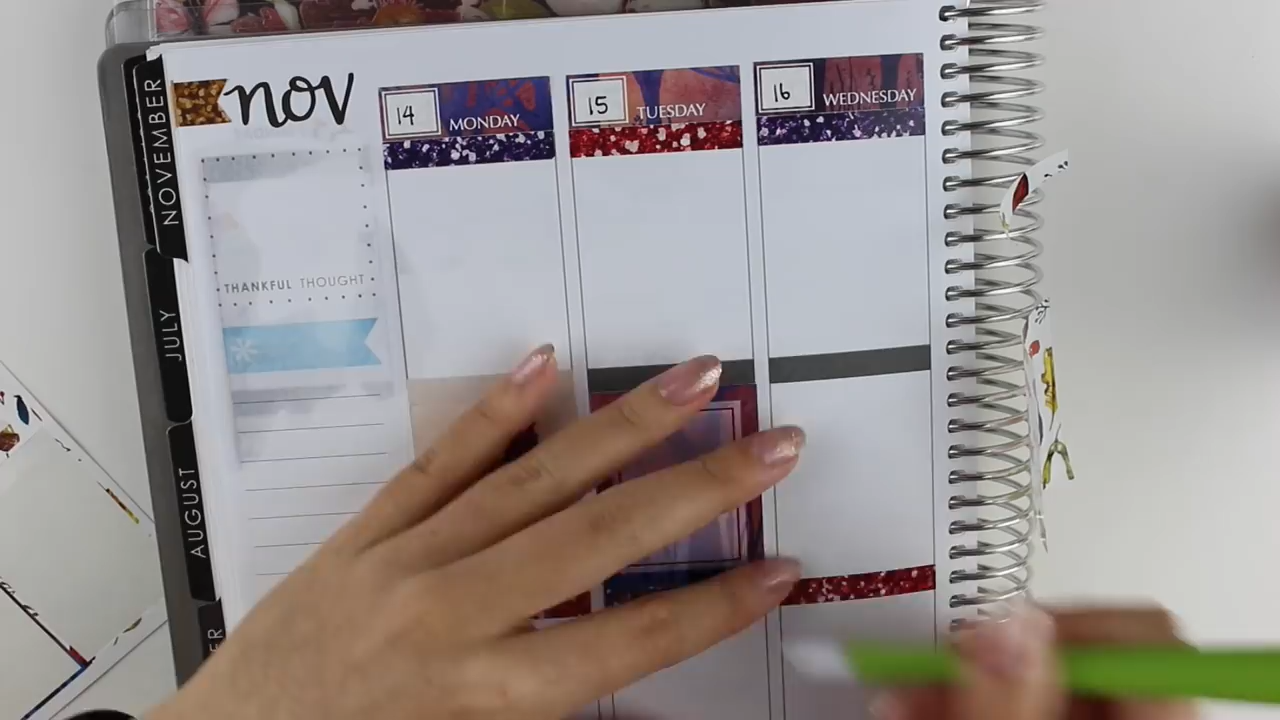 nov
14 MONDAY
15 TUESDAY
16 WEDNESDAY
THANKFUL THOUGHT
NOVEMBER
JULY
AUGUST